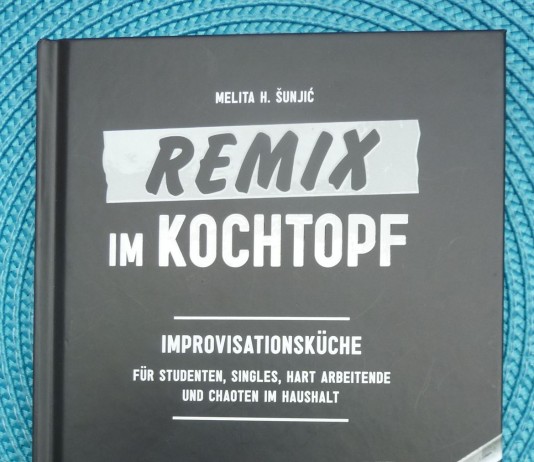 MELITA H. ŠUNJIĆ
REMIX
IM KOCHTOPF
IMPROVISATIONSKÜCHE
FÜR STUDENTEN, SINGLES, HART ARBEITENDE
UND CHAOTEN IM HAUSHALT